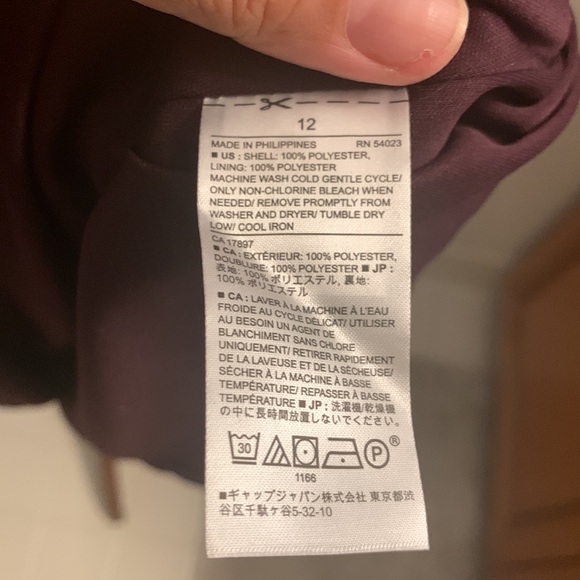 12
MADE IN PHILIPPINES RN 54023
■ US : SHELL: 100% POLYESTER,
LINING: 100% POLYESTER
MACHINE WASH COLD GENTLE CYCLE/
ONLY NON-CHLORINE BLEACH WHEN
NEEDED/ REMOVE PROMPTLY FROM
WASHER AND DRYER/ TUMBLE DRY
LOW/ COOL IRON
CA 17897
■ CA : EXTÉRIEUR: 100% POLYESTER,
DOUBLURE: 100% POLYESTER ■ JP :
表地: 100% ポリエステル, 裏地:
100% ポリエステル
■ CA : LAVER À LA MACHINE À L'EAU
FROIDE AU CYCLE DÉLICAT/ UTILISER
AU BESOIN UN AGENT DE
BLANCHIMENT SANS CHLORE
UNIQUEMENT/ RETIRER RAPIDEMENT
DE LA LAVEUSE ET DE LA SÉCHEUSE/
SÉCHER À LA MACHINE À BASSE
TEMPÉRATURE/ REPASSER À BASSE
TEMPÉRATURE ■ JP : 洗濯機/乾燥機
の中に長時間放置しないでください.
30 P ®
1166
■ギャップジャパン株式会社 東京都渋
谷区千駄ヶ谷5-32-10